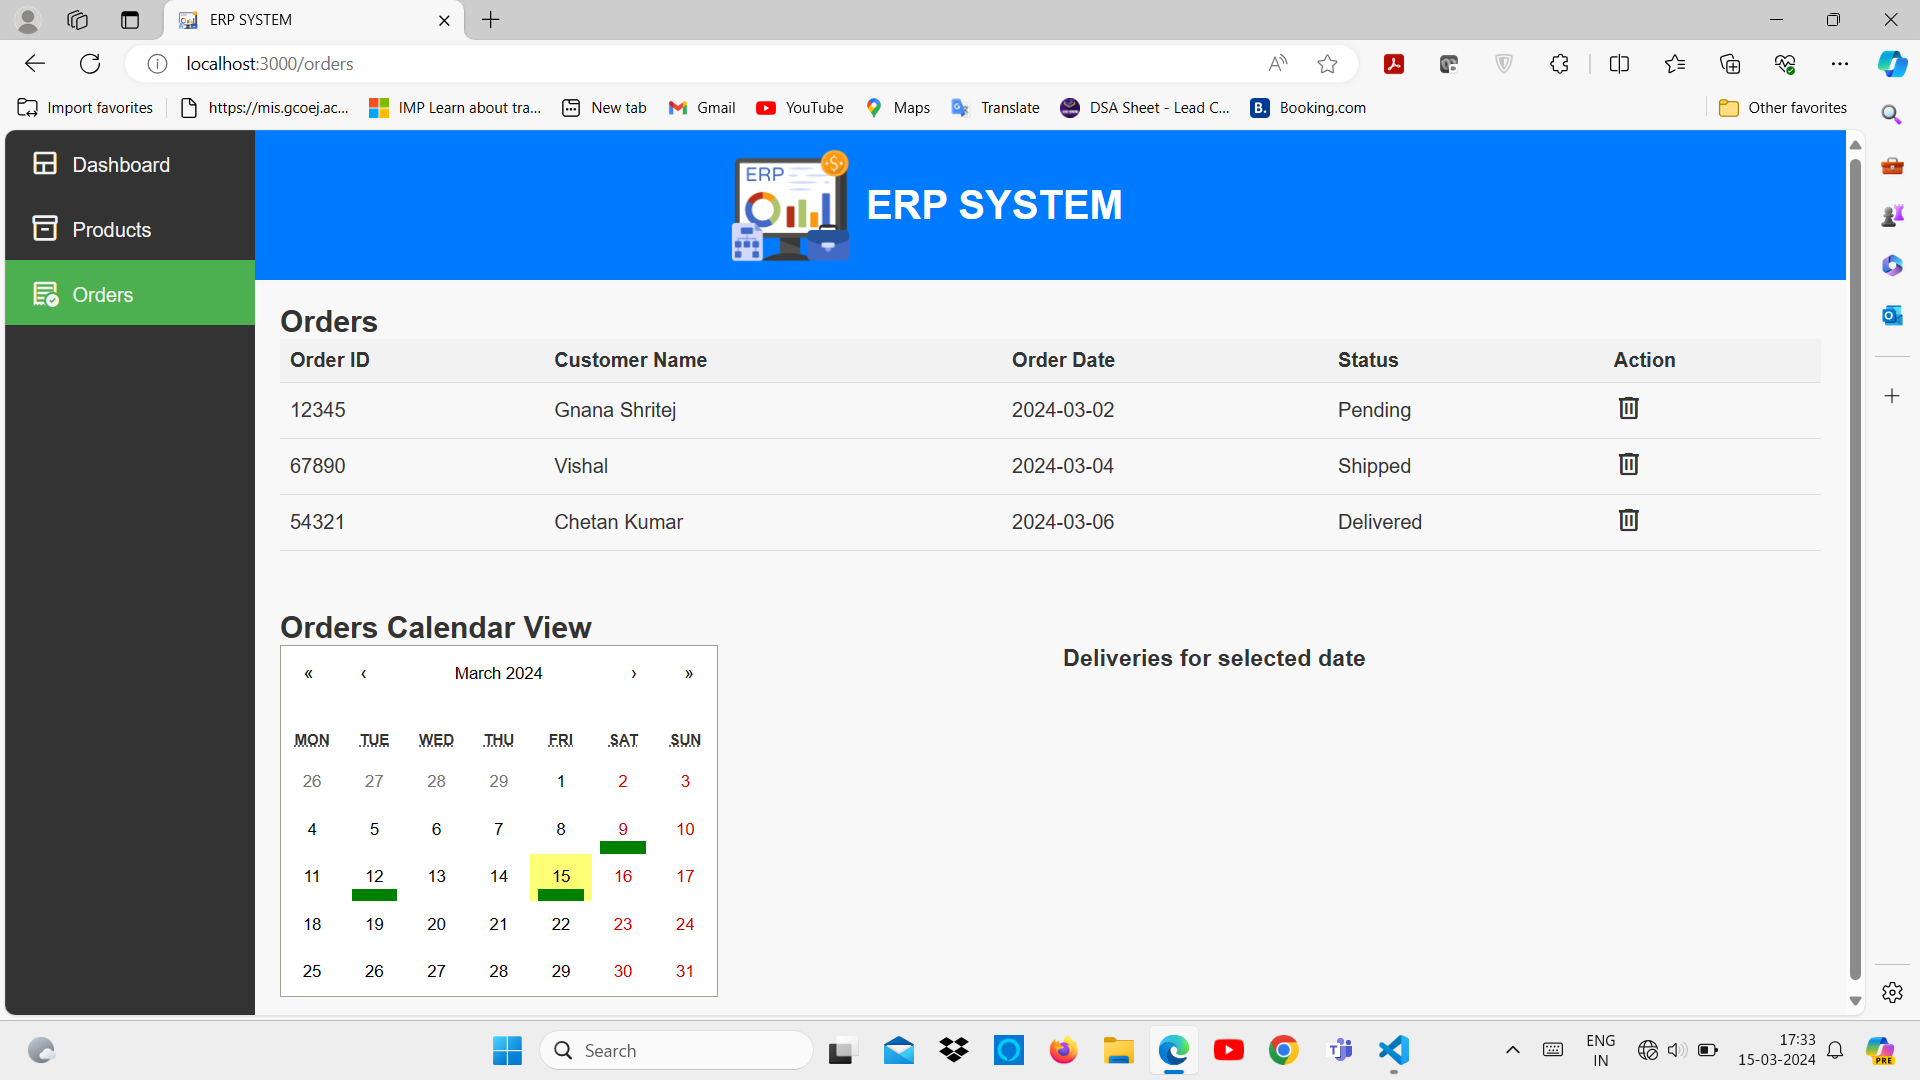 ERP SYSTEM
localhost:3000/orders
Import favorites https://mis.gcoej.ac... IMP Learn about tra... New tab Gmail YouTube Maps Translate DSA Sheet - Lead C... B. Booking.com Other favorites
Dashboard
Products
Orders
ERP
ERP SYSTEM
Orders
Order ID Customer Name Order Date Status Action
12345 Gnana Shritej 2024-03-02 Pending
67890 Vishal 2024-03-04 Shipped
54321 Chetan Kumar 2024-03-06 Delivered
Orders Calendar View
Deliveries for selected date
« ‹ March 2024 › »
MON TUE WED THU FRI SAT SUN
26 27 28 29 1 2 3
4 5 6 7 8 9 10
11 12 13 14 15 16 17
18 19 20 21 22 23 24
25 26 27 28 29 30 31
Search
ENG
IN
17:33
15-03-2024
PRE